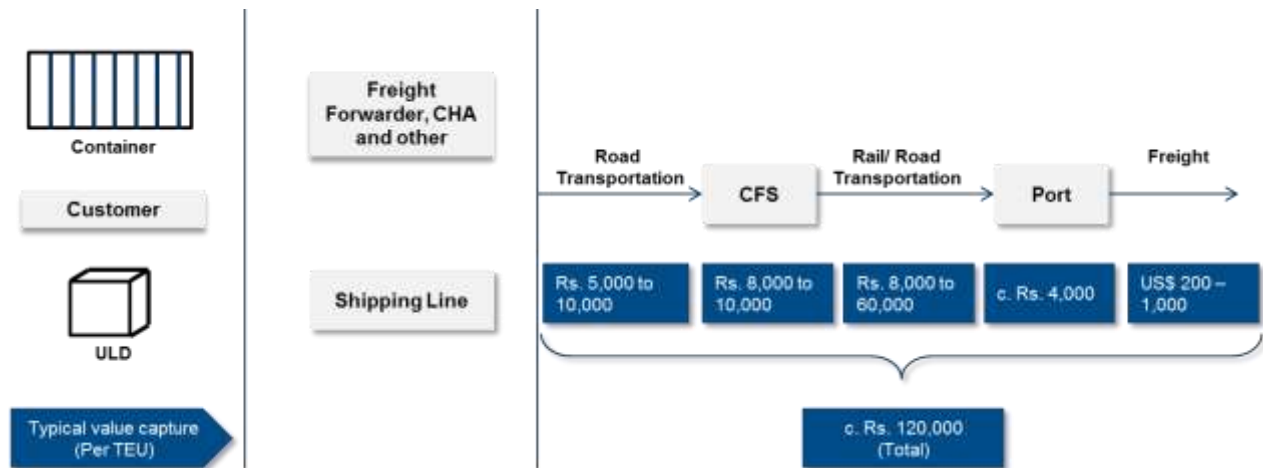 Container
Customer
ULD
Typical value capture
(Per TEU)
Freight
Forwarder, CHA
and other
Shipping Line
Road
Transportation
CFS
Rail/ Road
Transportation
Port
Freight
Rs. 5,000 to
10,000
Rs. 8,000 to
10,000
Rs. 8,000 to
60,000
c. Rs. 4,000
US$ 200 –
1,000
c. Rs. 120,000
(Total)